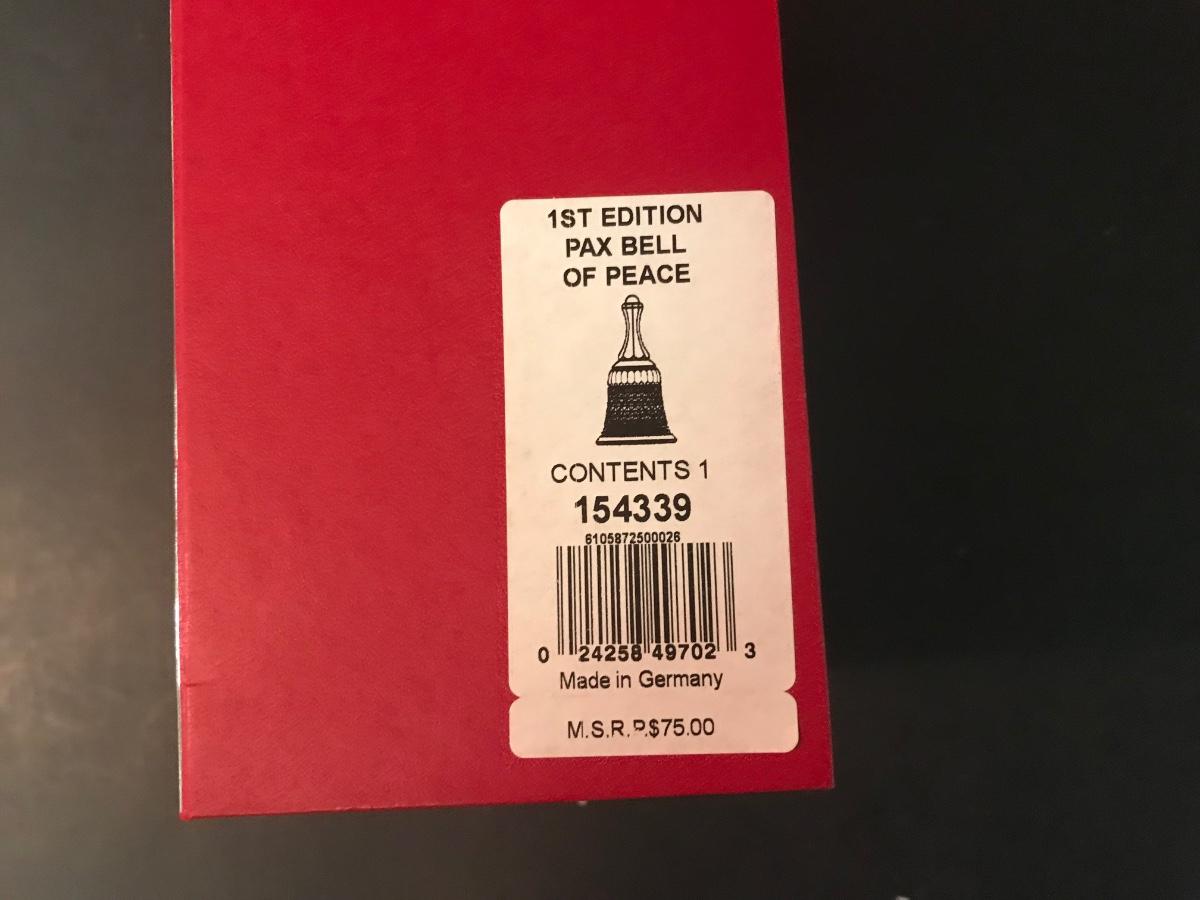 1ST EDITION
PAX BELL
OF PEACE
CONTENTS 1
154339
6105872500026
0 24258 49702 3
Made in Germany
M.S.R.P.$75.00